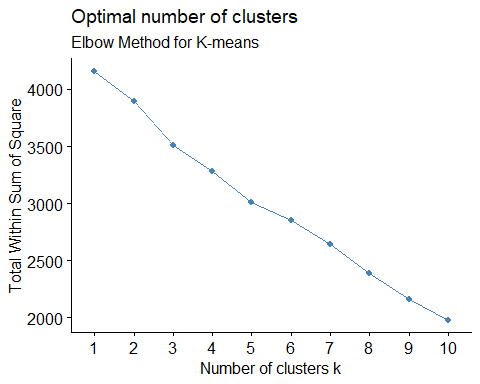 Optimal number of clusters
Elbow Method for K-means
Total Within Sum of Square
4000
3500
3000
2500
2000
1 2 3 4 5 6 7 8 9 10
Number of clusters k